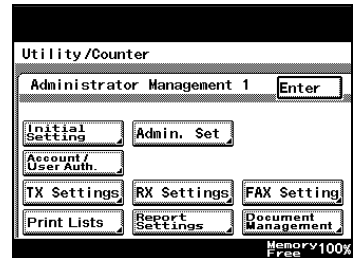 Utility/Counter
Administrator Management 1
Enter
Initial
Setting
Admin. Set
Account/
User Auth.
TX Settings
RX Settings
FAX Setting
Print Lists
Report
Settings
Document
Management
Memory
Free
100%